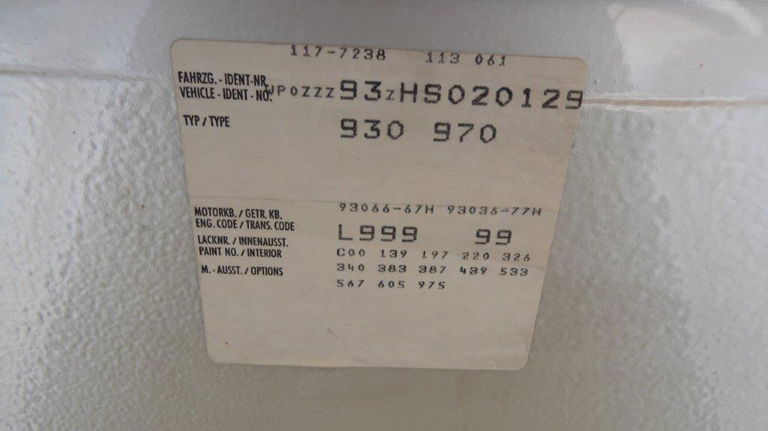 117-7238 113 061
FAHRZG. - IDENT-NR.
VEHICLE - IDENT - NO. WP0ZZZ93ZHS020129
TYP / TYPE 930 970
MOTORKB. / GETR. KB. 93066-67H 93036-77H
ENG. CODE / TRANS. CODE
LACKNR. / INNENAUSST. L999 99
PAINT NO. / INTERIOR C00 139 197 220 326
M. - AUSST. / OPTIONS 340 383 387 439 533
567 605 975